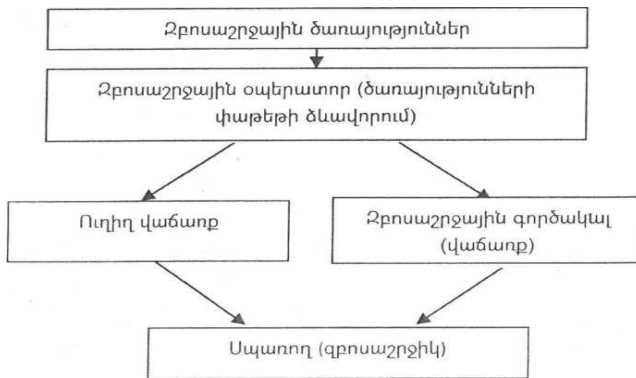 Զբոսաշրջային ծառայություններ
Զբոսաշրջային օպերատոր (ծառայությունների
փաթեթի ձևավորում)
Ուղիղ վաճառք
Զբոսաշրջային գործակալ
(վաճառք)
Սպառող (զբոսաշրջիկ)